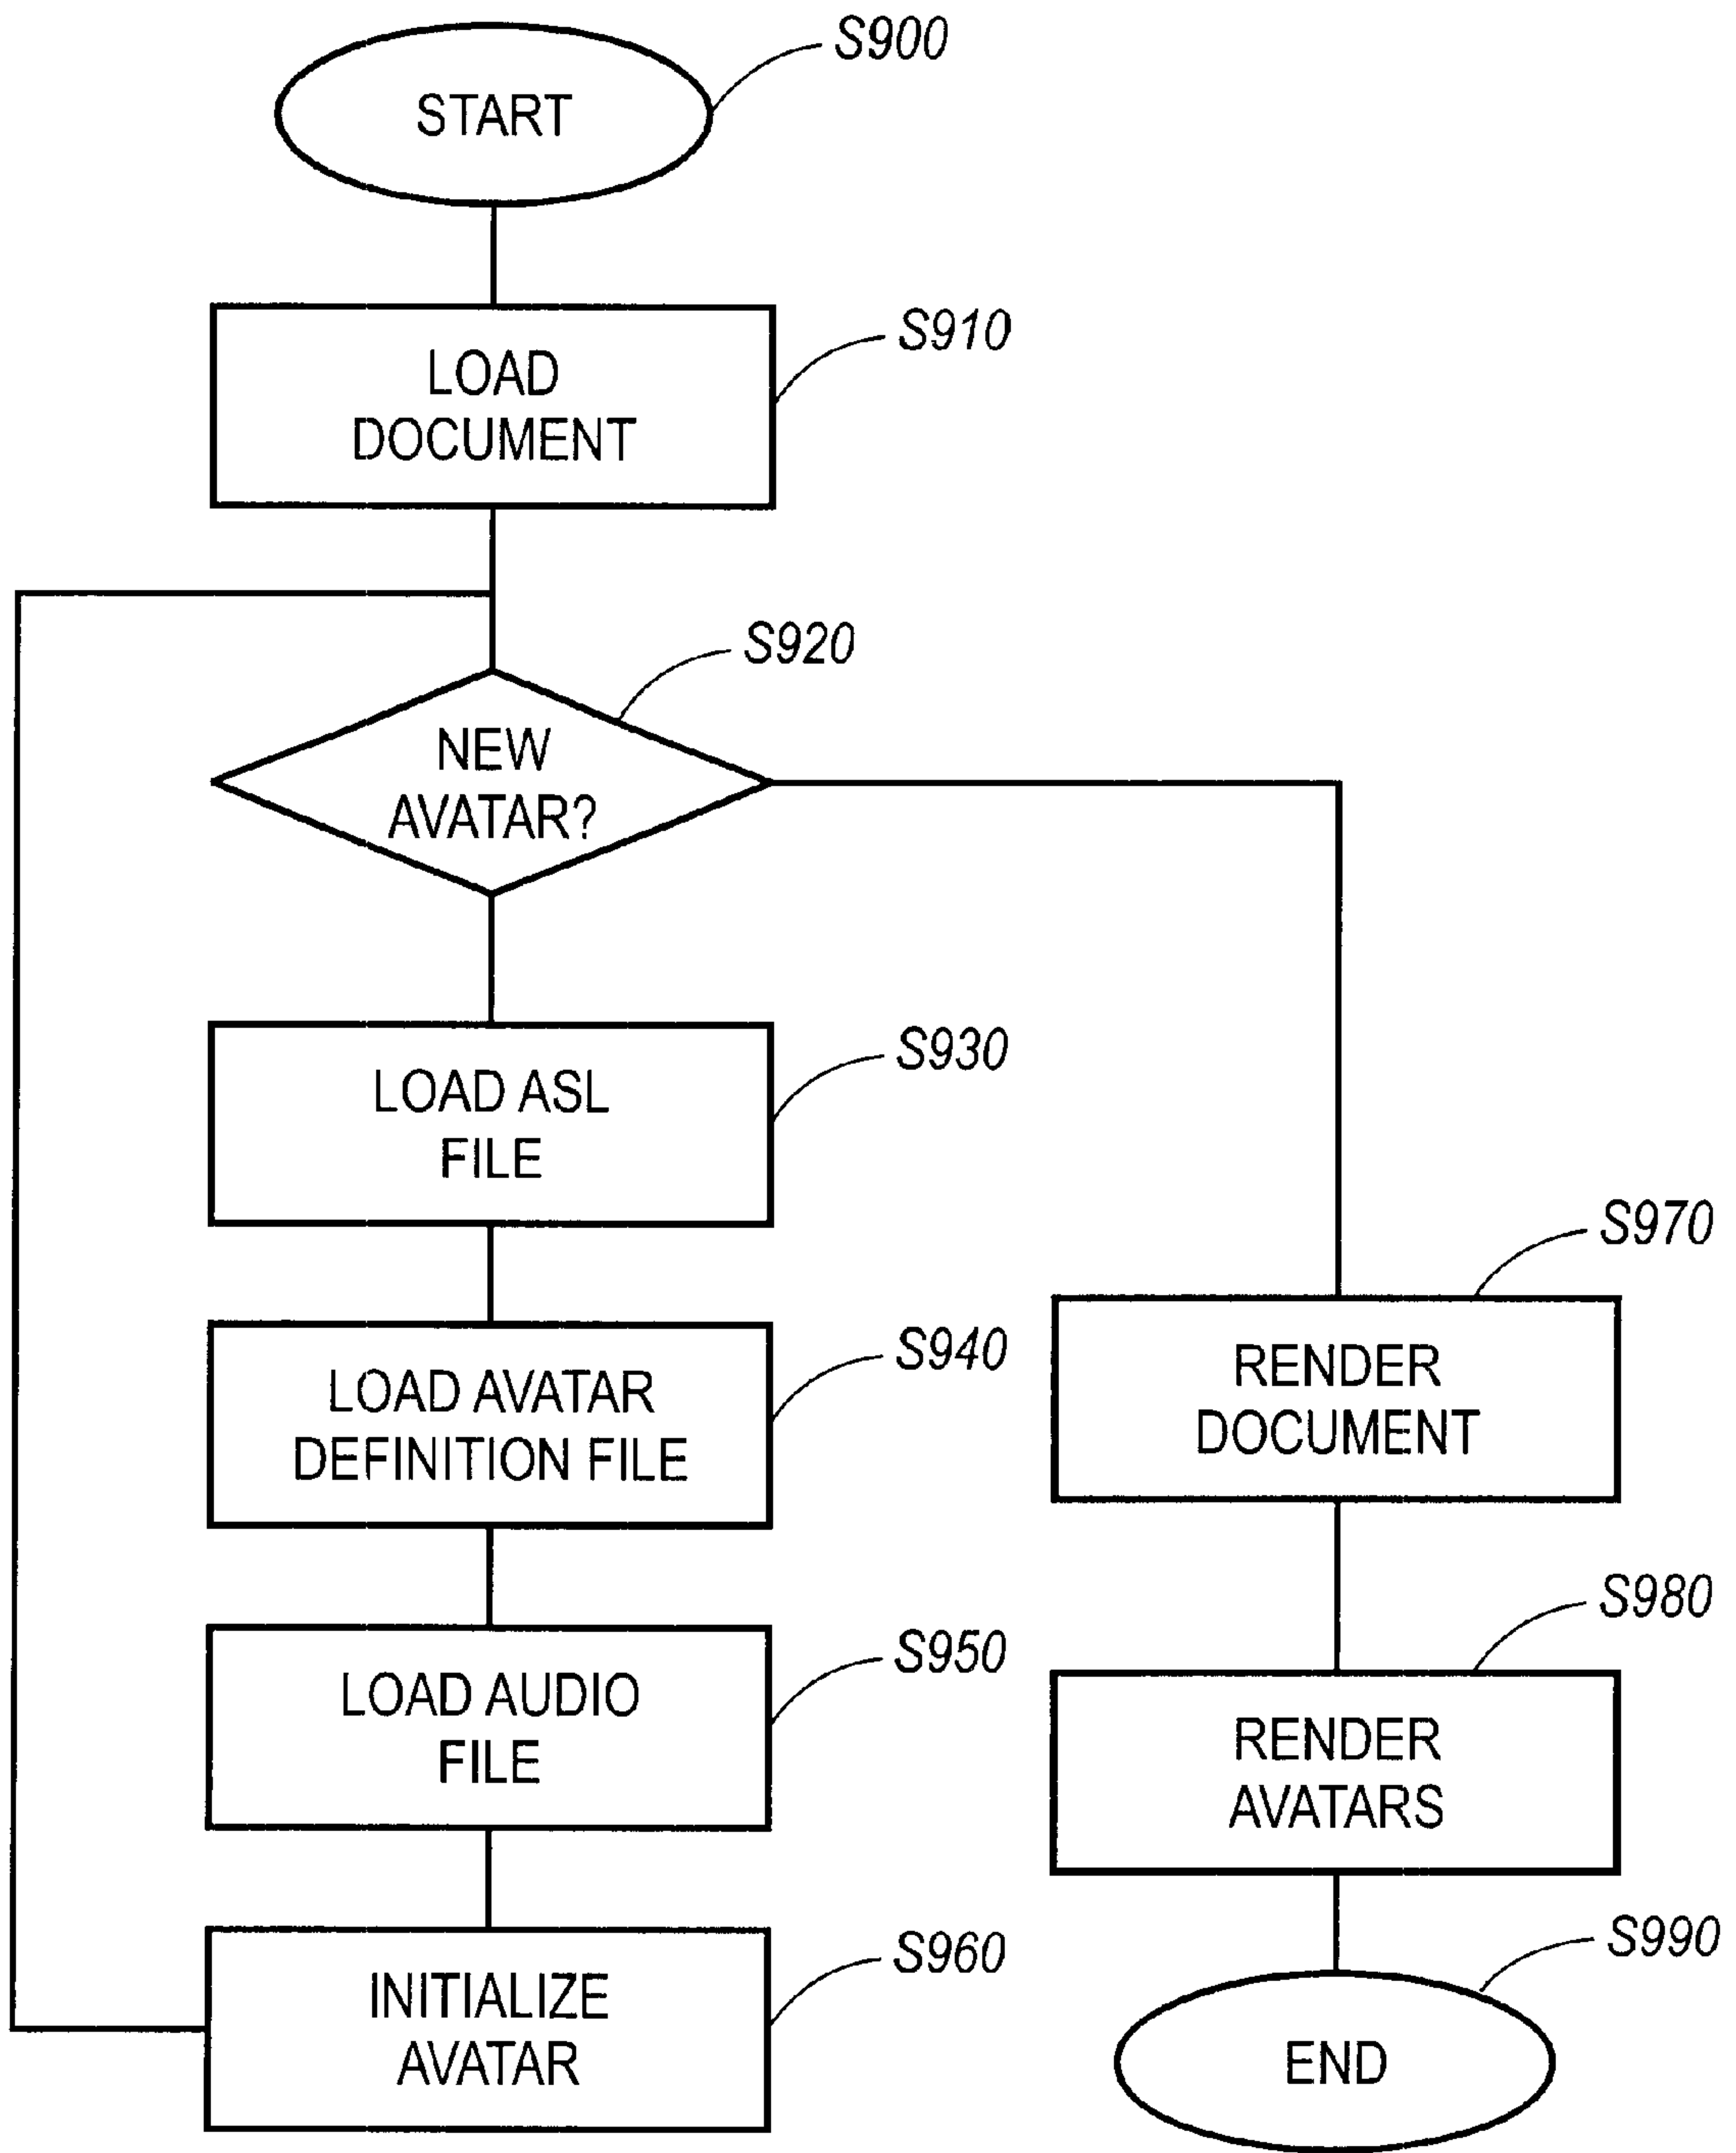 START
S900
LOAD
DOCUMENT
S910
NEW
AVATAR?
S920
LOAD ASL
FILE
S930
LOAD AVATAR
DEFINITION FILE
S940
LOAD AUDIO
FILE
S950
INITIALIZE
AVATAR
S960
RENDER
DOCUMENT
S970
RENDER
AVATARS
S980
END
S990